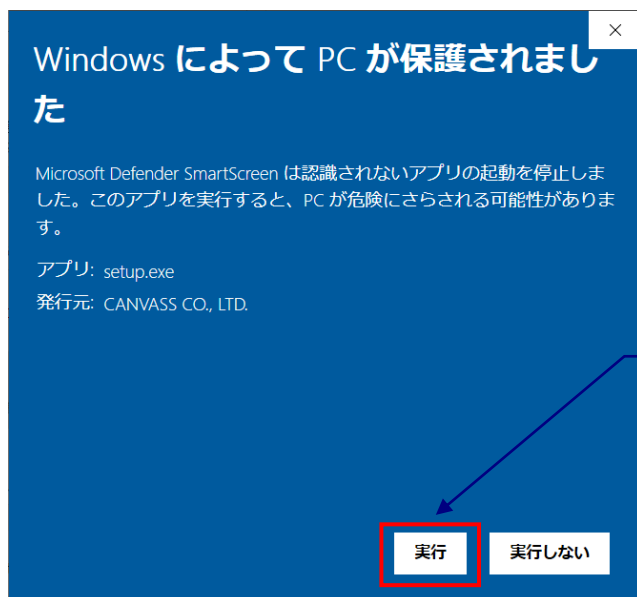 Windows によって PC が保護されまし
た
Microsoft Defender SmartScreen は認識されないアプリの起動を停止しま
した。このアプリを実行すると、PC が危険にさらされる可能性がありま
す。
アプリ: setup.exe
発行元: CANVASS CO., LTD.
実行 実行しない